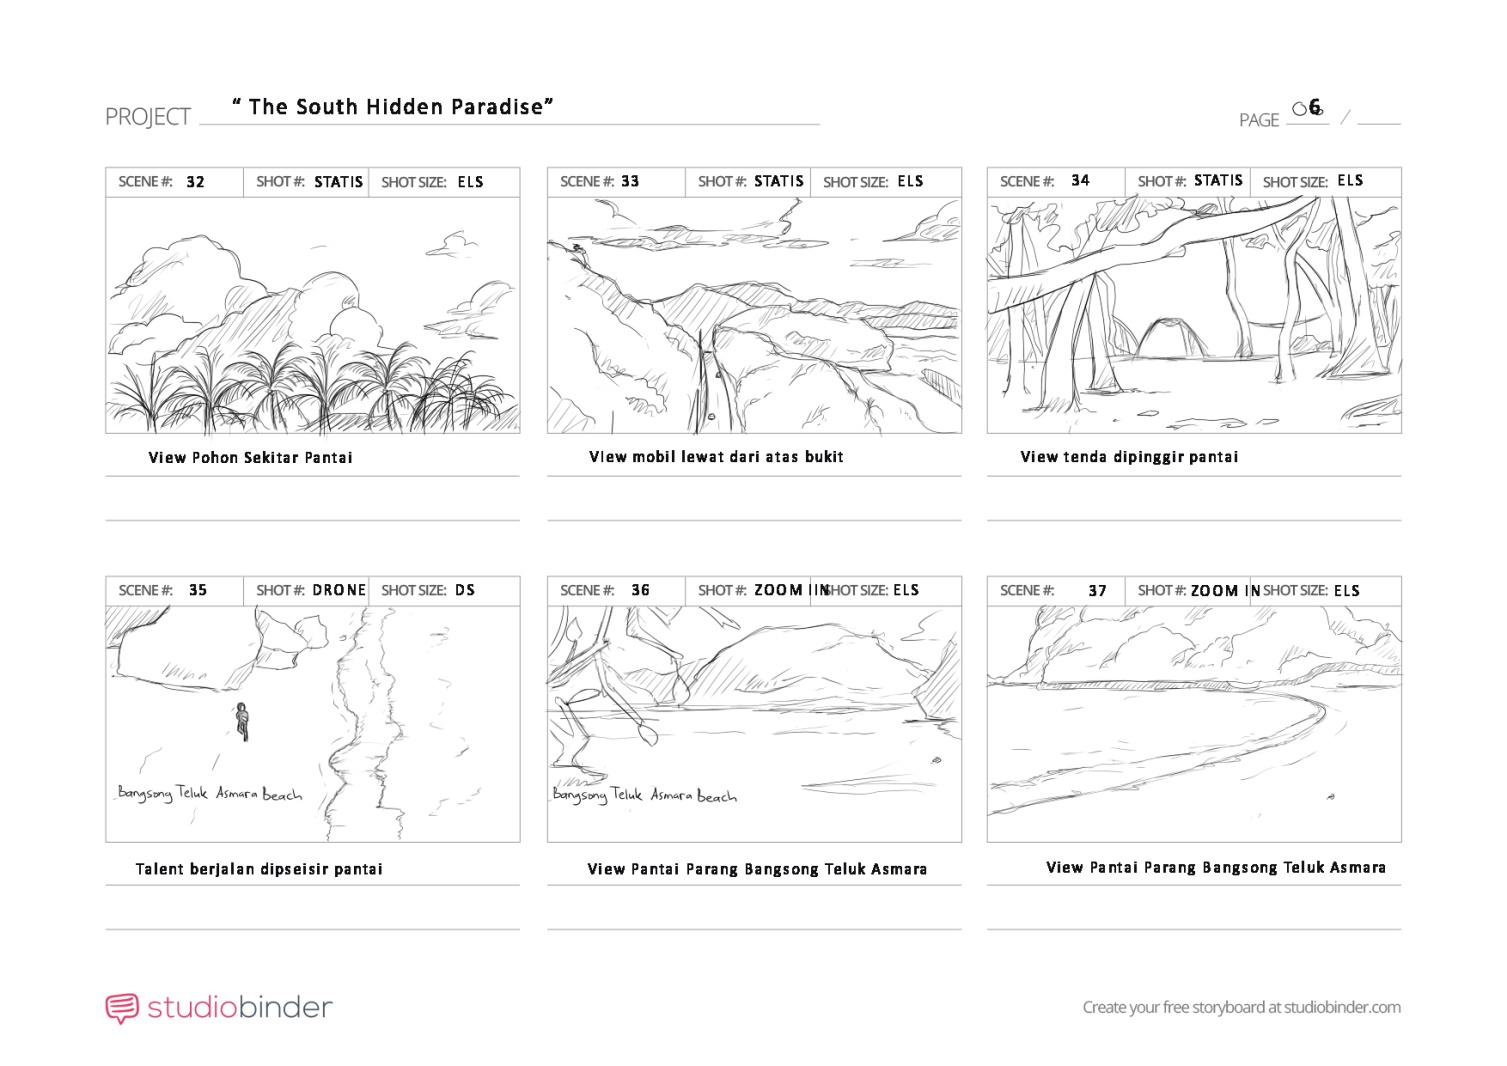 PROJECT “ The South Hidden Paradise”
PAGE 06 /
SCENE #: 32 SHOT #: STATIS SHOT SIZE: ELS
SCENE #: 33 SHOT #: STATIS SHOT SIZE: ELS
SCENE #: 34 SHOT #: STATIS SHOT SIZE: ELS
View Pohon Sekitar Pantai
VIew mobil lewat dari atas bukit
View tenda dipinggir pantai
SCENE #: 35 SHOT #: DRONE SHOT SIZE: DS
SCENE #: 36 SHOT #: ZOOM IIN SHOT SIZE: ELS
SCENE #: 37 SHOT #: ZOOM IN SHOT SIZE: ELS
Bangsong Teluk Asmara beach
Bangsong Teluk Asmara beach
Talent berjalan dipseisir pantai
View Pantai Parang Bangsong Teluk Asmara
View Pantai Parang Bangsong Teluk Asmara
studiobinder
Create your free storyboard at studiobinder.com